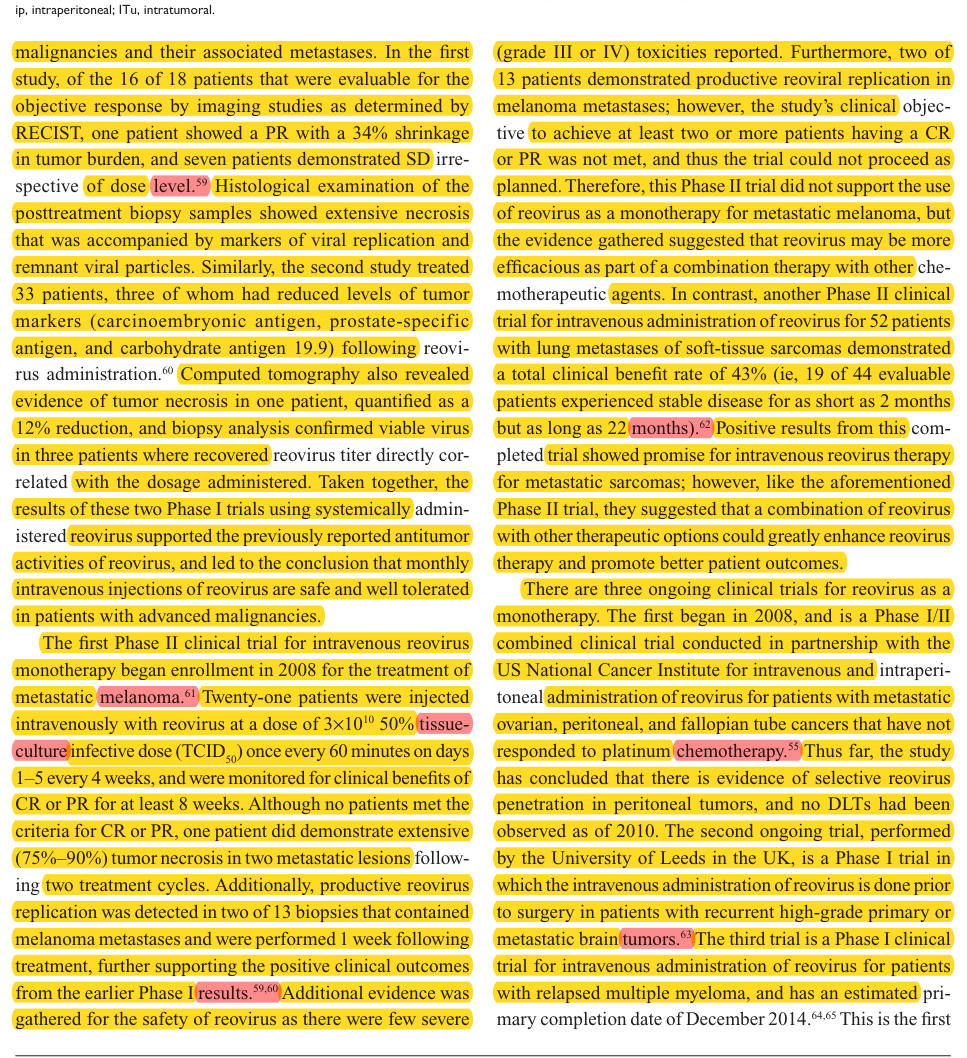 ip, intraperitoneal; ITu, intratumoral.
malignancies and their associated metastases. In the first
study, of the 16 of 18 patients that were evaluable for the
objective response by imaging studies as determined by
RECIST, one patient showed a PR with a 34% shrinkage
in tumor burden, and seven patients demonstrated SD irre-
spective of dose level.⁵⁹ Histological examination of the
posttreatment biopsy samples showed extensive necrosis
that was accompanied by markers of viral replication and
remnant viral particles. Similarly, the second study treated
33 patients, three of whom had reduced levels of tumor
markers (carcinoembryonic antigen, prostate-specific
antigen, and carbohydrate antigen 19.9) following reovi-
rus administration.⁶⁰ Computed tomography also revealed
evidence of tumor necrosis in one patient, quantified as a
12% reduction, and biopsy analysis confirmed viable virus
in three patients where recovered reovirus titer directly cor-
related with the dosage administered. Taken together, the
results of these two Phase I trials using systemically admin-
istered reovirus supported the previously reported antitumor
activities of reovirus, and led to the conclusion that monthly
intravenous injections of reovirus are safe and well tolerated
in patients with advanced malignancies.
The first Phase II clinical trial for intravenous reovirus
monotherapy began enrollment in 2008 for the treatment of
metastatic melanoma.⁶¹ Twenty-one patients were injected
intravenously with reovirus at a dose of 3×10¹⁰ 50% tissue-
culture infective dose (TCID₅₀) once every 60 minutes on days
1–5 every 4 weeks, and were monitored for clinical benefits of
CR or PR for at least 8 weeks. Although no patients met the
criteria for CR or PR, one patient did demonstrate extensive
(75%–90%) tumor necrosis in two metastatic lesions follow-
ing two treatment cycles. Additionally, productive reovirus
replication was detected in two of 13 biopsies that contained
melanoma metastases and were performed 1 week following
treatment, further supporting the positive clinical outcomes
from the earlier Phase I results.⁵⁹,⁶⁰ Additional evidence was
gathered for the safety of reovirus as there were few severe
(grade III or IV) toxicities reported. Furthermore, two of
13 patients demonstrated productive reoviral replication in
melanoma metastases; however, the study's clinical objec-
tive to achieve at least two or more patients having a CR
or PR was not met, and thus the trial could not proceed as
planned. Therefore, this Phase II trial did not support the use
of reovirus as a monotherapy for metastatic melanoma, but
the evidence gathered suggested that reovirus may be more
efficacious as part of a combination therapy with other che-
motherapeutic agents. In contrast, another Phase II clinical
trial for intravenous administration of reovirus for 52 patients
with lung metastases of soft-tissue sarcomas demonstrated
a total clinical benefit rate of 43% (ie, 19 of 44 evaluable
patients experienced stable disease for as short as 2 months
but as long as 22 months).⁶² Positive results from this com-
pleted trial showed promise for intravenous reovirus therapy
for metastatic sarcomas; however, like the aforementioned
Phase II trial, they suggested that a combination of reovirus
with other therapeutic options could greatly enhance reovirus
therapy and promote better patient outcomes.
There are three ongoing clinical trials for reovirus as a
monotherapy. The first began in 2008, and is a Phase I/II
combined clinical trial conducted in partnership with the
US National Cancer Institute for intravenous and intraperi-
toneal administration of reovirus for patients with metastatic
ovarian, peritoneal, and fallopian tube cancers that have not
responded to platinum chemotherapy.⁵⁵ Thus far, the study
has concluded that there is evidence of selective reovirus
penetration in peritoneal tumors, and no DLTs had been
observed as of 2010. The second ongoing trial, performed
by the University of Leeds in the UK, is a Phase I trial in
which the intravenous administration of reovirus is done prior
to surgery in patients with recurrent high-grade primary or
metastatic brain tumors.⁶³ The third trial is a Phase I clinical
trial for intravenous administration of reovirus for patients
with relapsed multiple myeloma, and has an estimated pri-
mary completion date of December 2014.⁶⁴,⁶⁵ This is the first